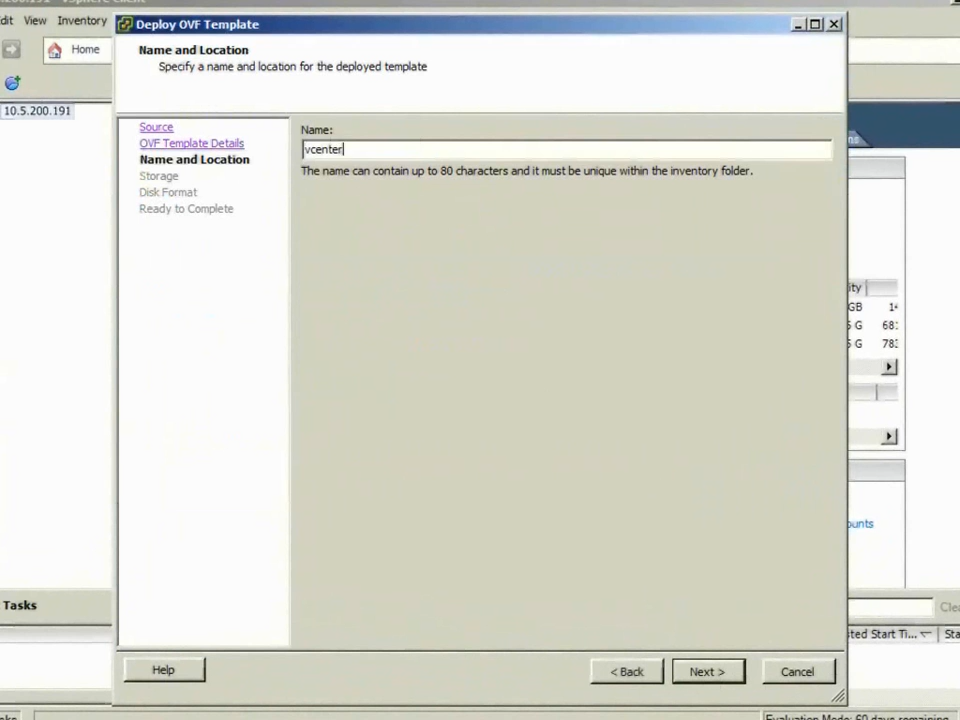 Deploy OVF Template
View Inventory
Name and Location
Specify a name and location for the deployed template
Home
10.5.200.191
Source
OVF Template Details
Name and Location
Storage
Disk Format
Ready to Complete
Name:
vcenter
The name can contain up to 80 characters and it must be unique within the inventory folder.
GB
G
G
Tasks
Help
< Back
Next >
Cancel
Evaluation Mode: 60 days remaining